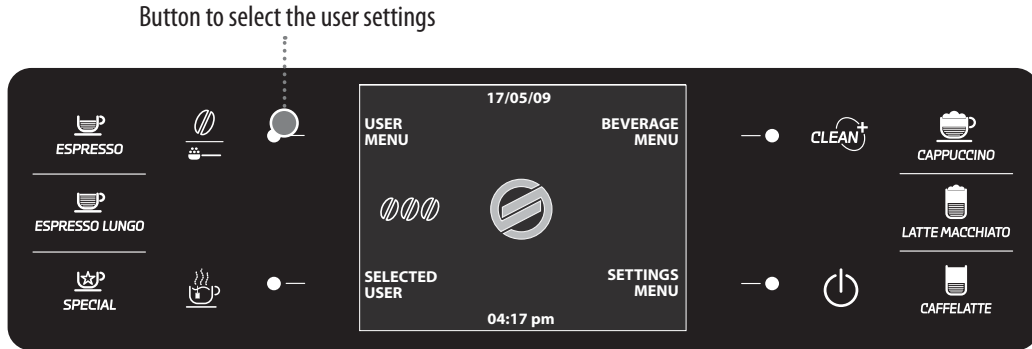 Button to select the user settings
ESPRESSO
ESPRESSO LUNGO
SPECIAL
17/05/09
USER
MENU
BEVERAGE
MENU
SELECTED
USER
SETTINGS
MENU
04:17 pm
CLEAN+
CAPPUCCINO
LATTE MACCHIATO
CAFFELATTE